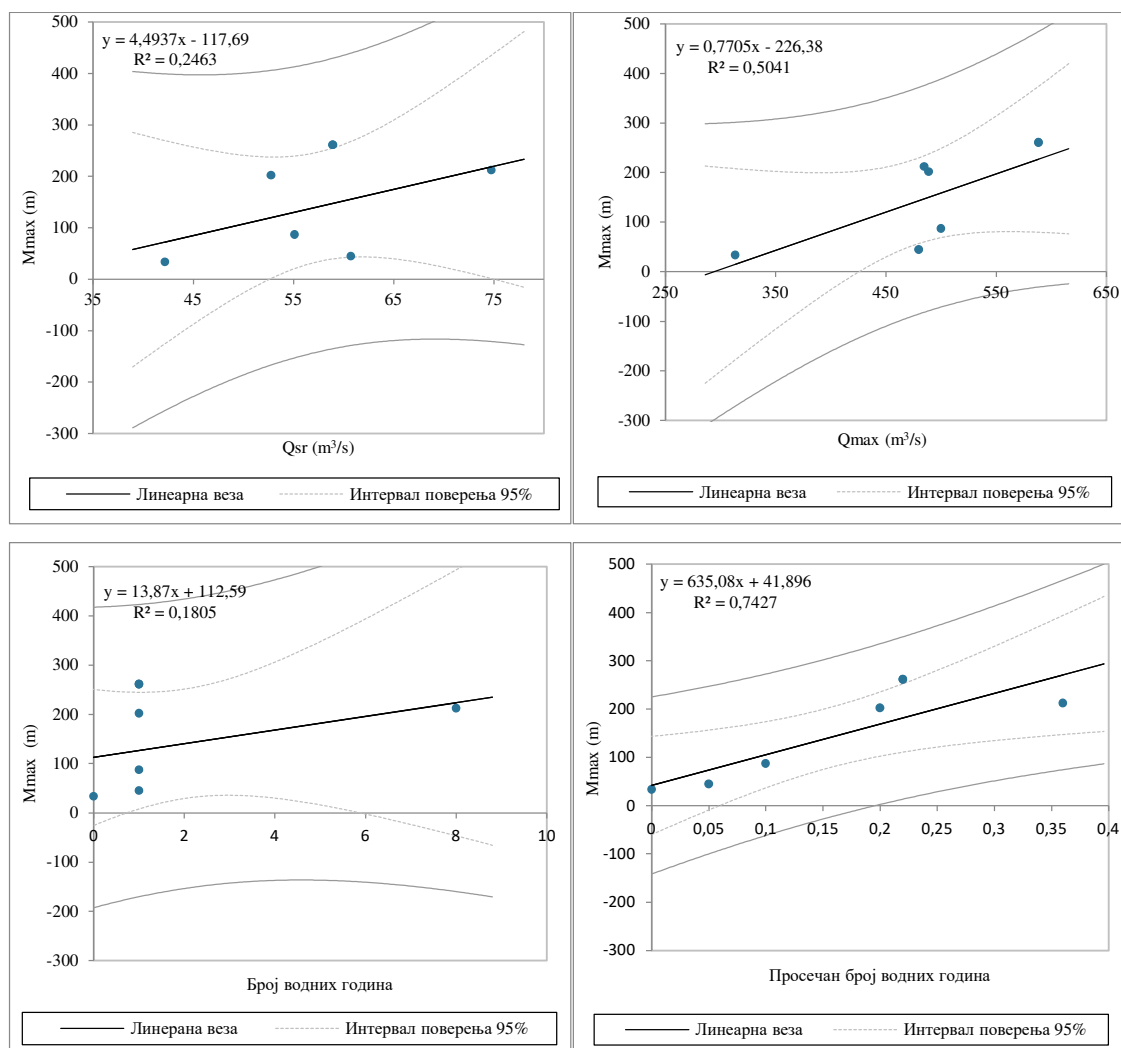 500
400
300
200
100
0
-100
-200
-300
y = 4,4937x - 117,69
R² = 0,2463
Mmax (m)
35 45 55 65 75
Qsr (m³/s)
Линеарна веза Интервал поверења 95%
500
400
300
200
100
0
-100
-200
-300
y = 0,7705x - 226,38
R² = 0,5041
Mmax (m)
250 350 450 550 650
Qmax (m³/s)
Линеарна веза Интервал поверења 95%
500
400
300
200
100
0
-100
-200
-300
y = 13,87x + 112,59
R² = 0,1805
Mmax (m)
0 2 4 6 8 10
Број водних година
Линерана веза Интервал поверења 95%
500
400
300
200
100
0
-100
-200
-300
y = 635,08x + 41,896
R² = 0,7427
Mmax (m)
0 0,05 0,1 0,15 0,2 0,25 0,3 0,35 0,4
Просечан број водних година
Линеарна веза Интервал поверења 95%